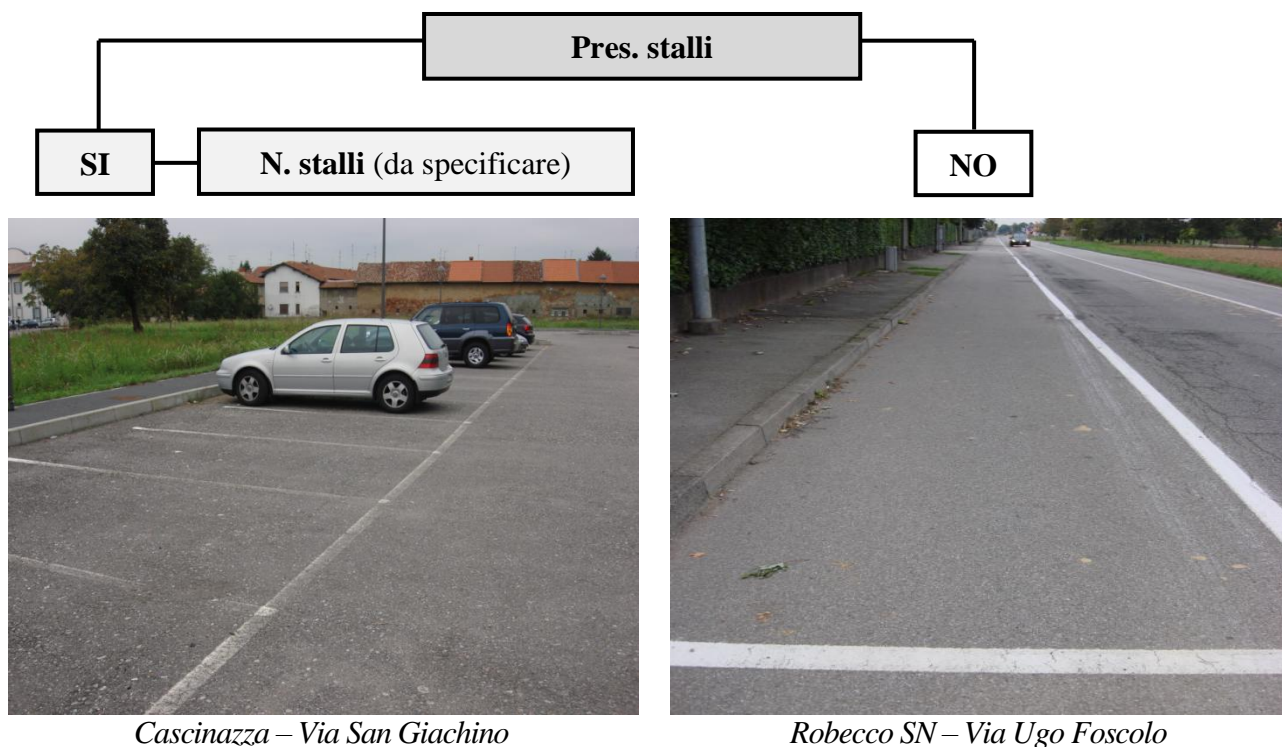 Pres. stalli
SI
N. stalli (da specificare)
NO
Cascinazza – Via San Giachino
Robecco SN – Via Ugo Foscolo